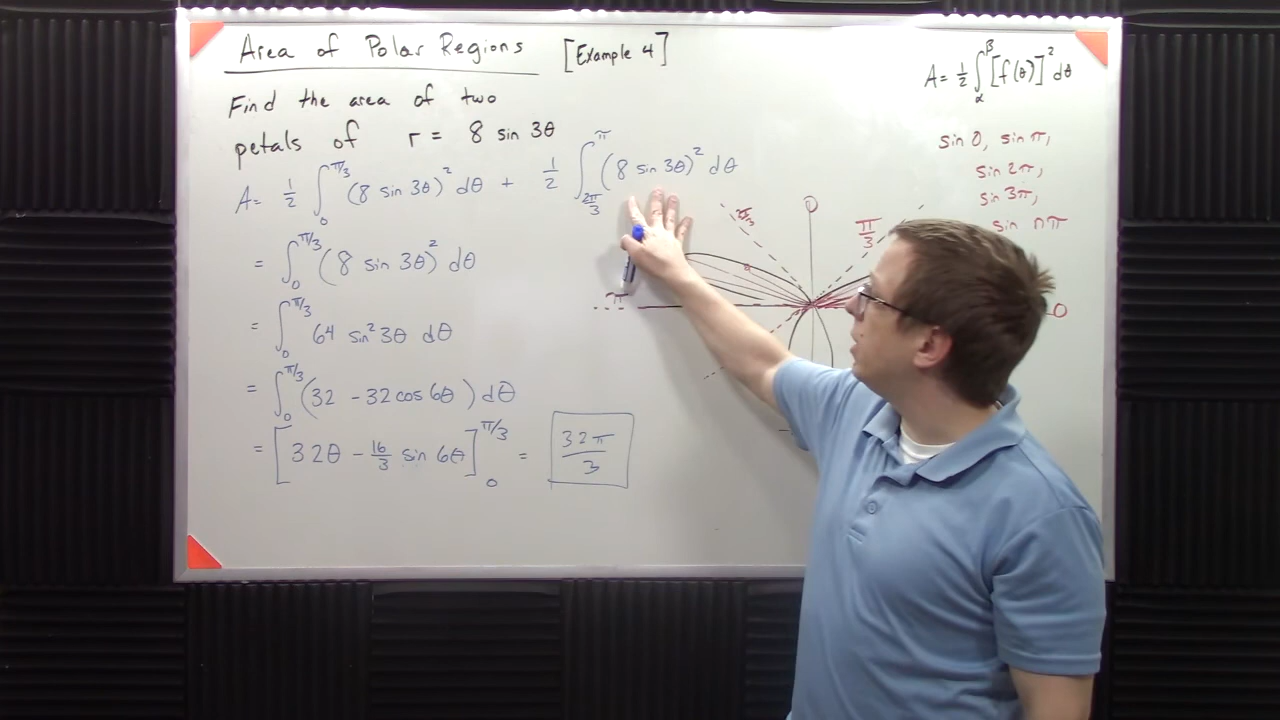 Area of Polar Regions [Example 4]
Find the area of two
petals of r = 8 sin 3θ
A = 1/2 ∫_0^{π/3} (8 sin 3θ)² dθ + 1/2 ∫_{2π/3}^{π} (8 sin 3θ)² dθ
= ∫_0^{π/3} (8 sin 3θ)² dθ
= ∫_0^{π/3} 64 sin² 3θ dθ
= ∫_0^{π/3} (32 - 32 cos 6θ) dθ
= [32θ - 16/3 sin 6θ]_0^{π/3} = 32π/3
A = 1/2 ∫_α^β [f(θ)]² dθ
sin 0, sin π,
sin 2π,
sin 3π,
sin nπ
π/3
π
0